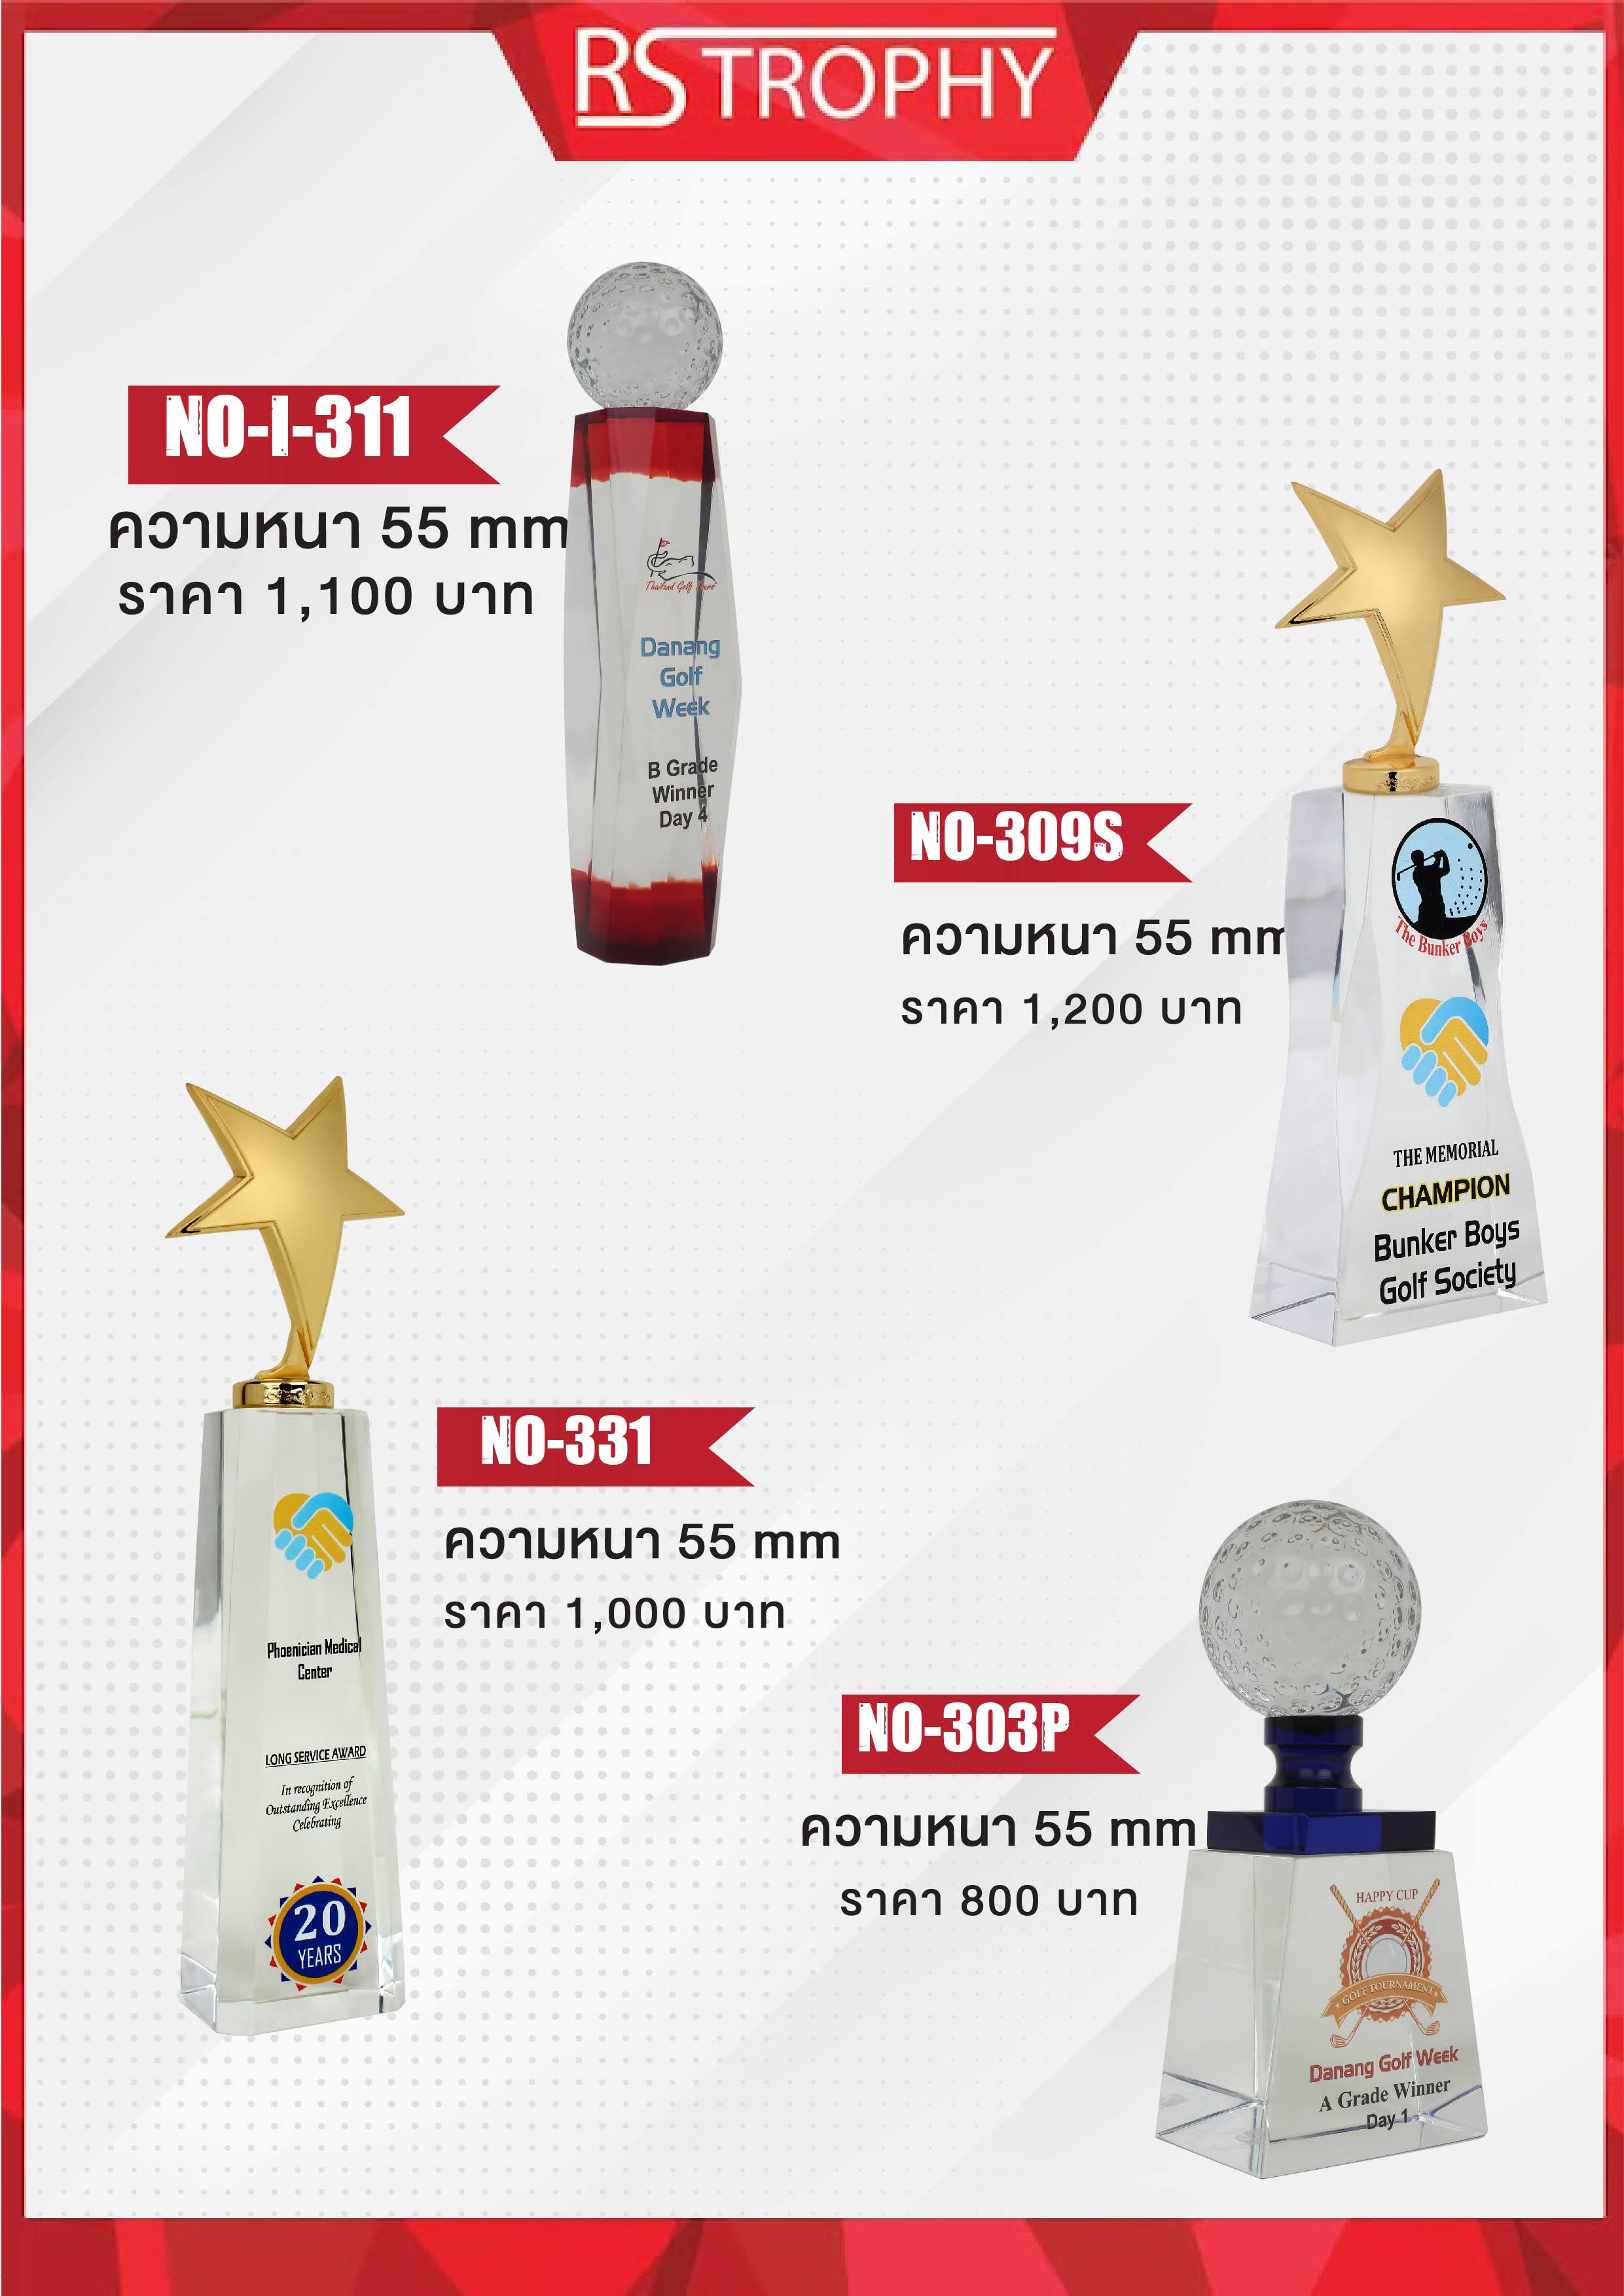 RS TROPHY
NO-I-311
ความหนา 55 mm
ราคา 1,100 บาท
Thailand Golf Tours
Danang
Golf
Week
B Grade
Winner
Day 4
NO-309S
ความหนา 55 mm
ราคา 1,200 บาท
The Bunker Boys
THE MEMORIAL
CHAMPION
Bunker Boys
Golf Society
NO-331
ความหนา 55 mm
ราคา 1,000 บาท
Phoenician Medical
Center
LONG SERVICE AWARD
In recognition of
Outstanding Excellence
Celebrating
20
YEARS
NO-303P
ความหนา 55 mm
ราคา 800 บาท
HAPPY CUP
GOLF TOURNAMENT
Danang Golf Week
A Grade Winner
Day 1